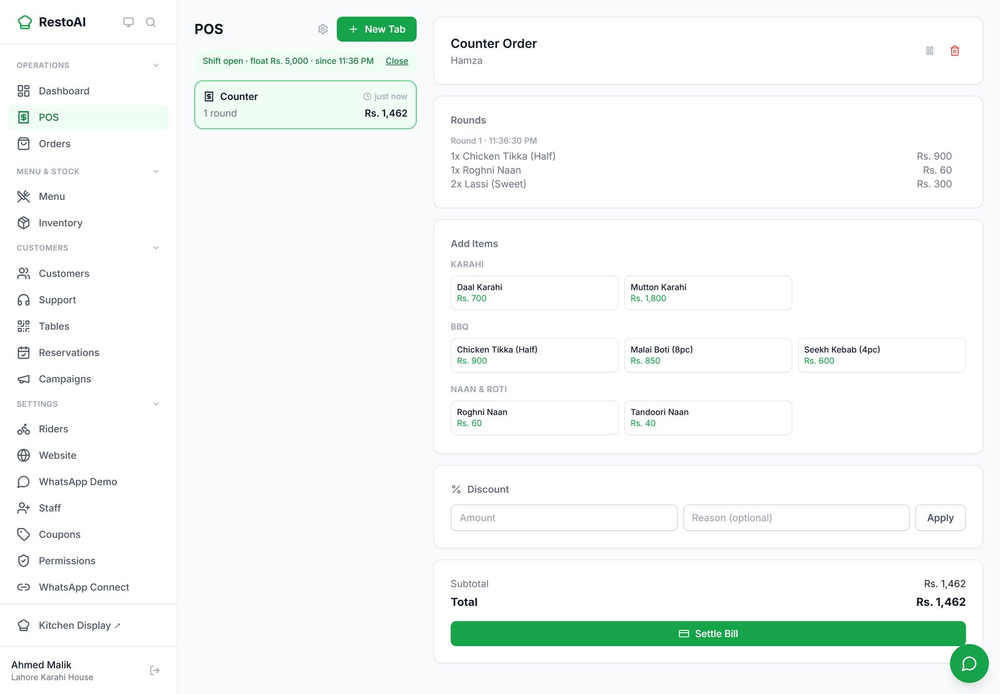 RestoAI
OPERATIONS
Dashboard
POS
Orders
MENU & STOCK
Menu
Inventory
CUSTOMERS
Customers
Support
Tables
Reservations
Campaigns
SETTINGS
Riders
Website
WhatsApp Demo
Staff
Coupons
Permissions
WhatsApp Connect
Kitchen Display ↗
Ahmed Malik
Lahore Karahi House
POS
New Tab
Shift open · float Rs. 5,000 · since 11:36 PM Close
Counter just now
1 round Rs. 1,462
Counter Order
Hamza
Rounds
Round 1 · 11:36:30 PM
1x Chicken Tikka (Half) Rs. 900
1x Roghni Naan Rs. 60
2x Lassi (Sweet) Rs. 300
Add Items
KARAHI
Daal Karahi
Rs. 700
Mutton Karahi
Rs. 1,800
BBQ
Chicken Tikka (Half)
Rs. 900
Malai Boti (8pc)
Rs. 850
Seekh Kebab (4pc)
Rs. 600
NAAN & ROTI
Roghni Naan
Rs. 60
Tandoori Naan
Rs. 40
% Discount
Amount
Reason (optional)
Apply
Subtotal Rs. 1,462
Total Rs. 1,462
Settle Bill